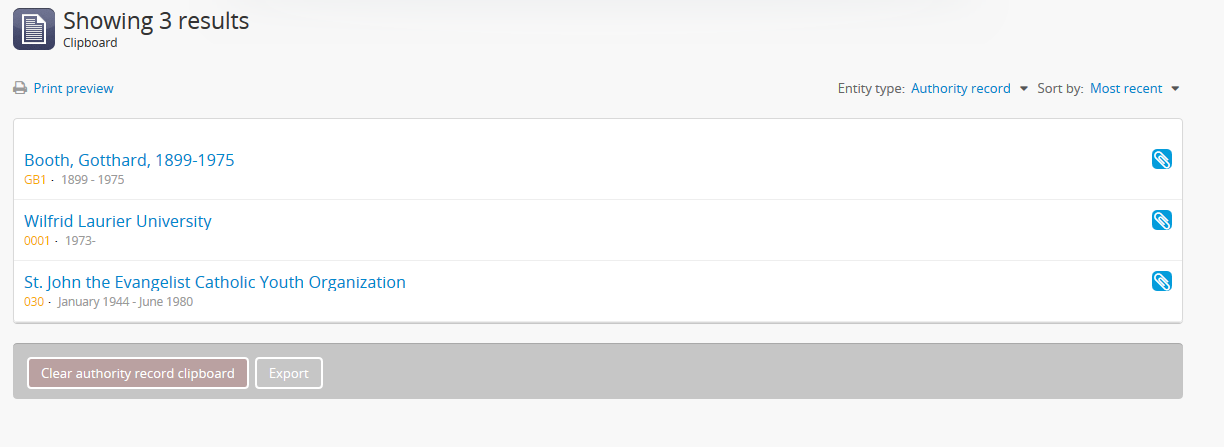 Showing 3 results
Clipboard
Print preview
Entity type: Authority record Sort by: Most recent
Booth, Gotthard, 1899-1975
GB1 · 1899 - 1975
Wilfrid Laurier University
0001 · 1973-
St. John the Evangelist Catholic Youth Organization
030 · January 1944 - June 1980
Clear authority record clipboard Export